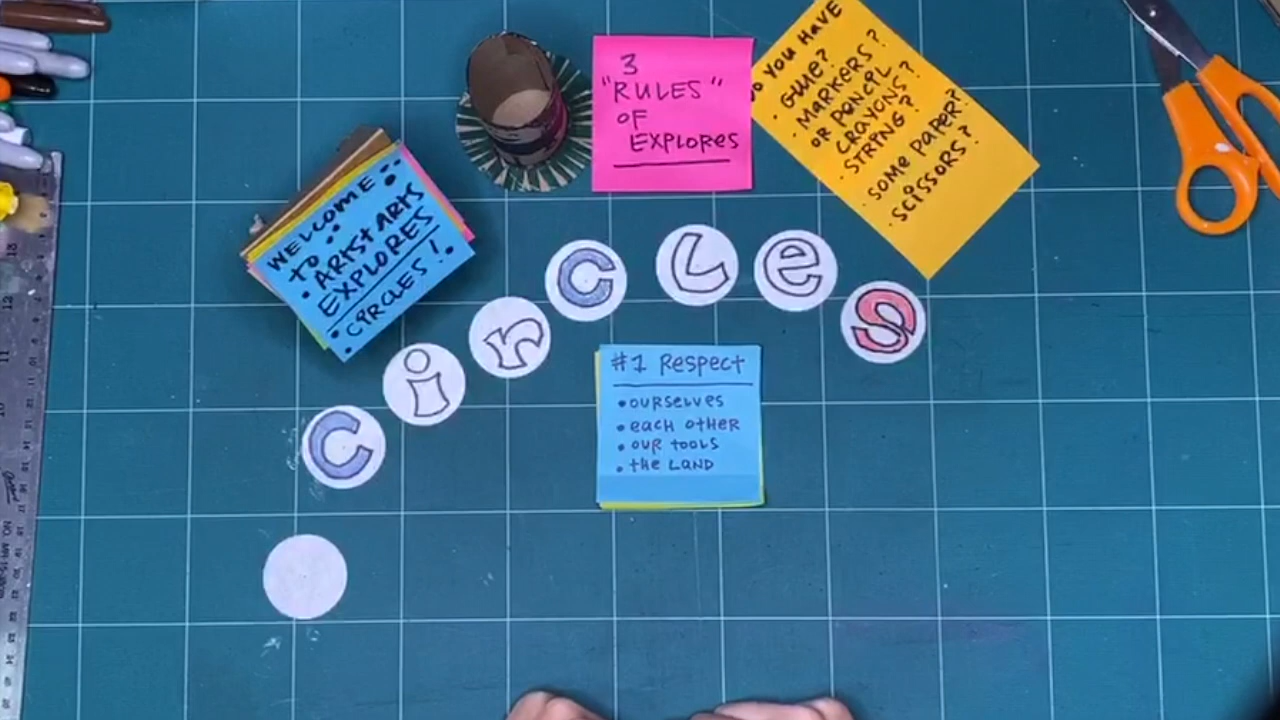 WELCOME
TO
ARTSTARTS
EXPLORES
CIRCLES!
3
"RULES"
OF
EXPLORES
YOU HAVE
• GLUE?
• MARKERS?
OR PENCIL
CRAYONS?
• STRING?
• SOME PAPER?
• SCISSORS?
CirCLes
#1 Respect
• OURSELVES
• eACH OTHER
• OUR TOOLS
• THE LAND